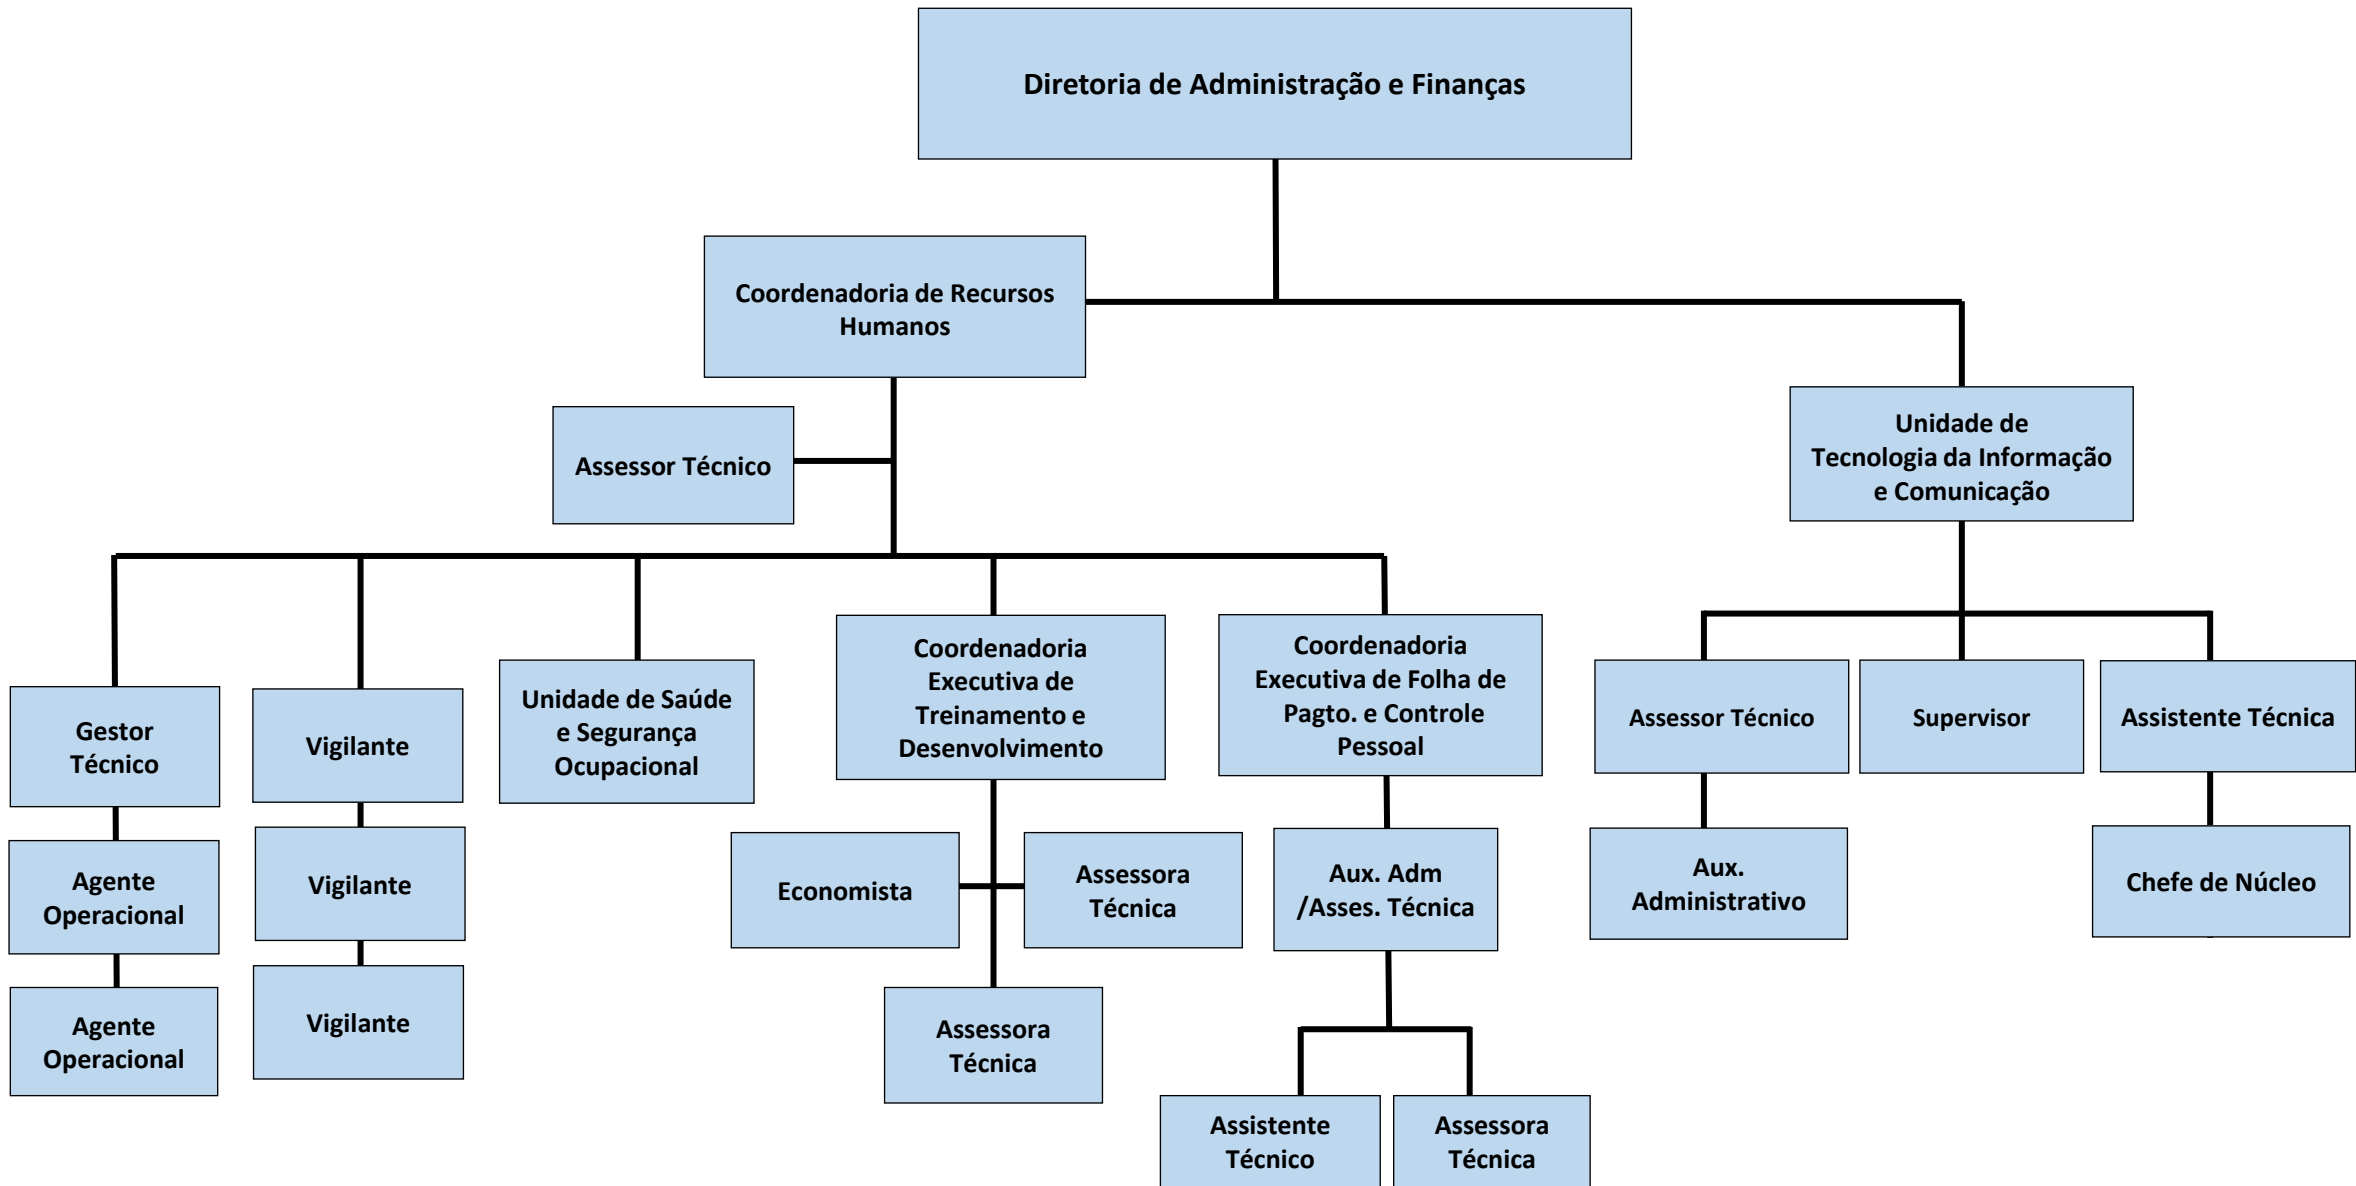 Diretoria de Administração e Finanças
Coordenadoria de Recursos
Humanos
Assessor Técnico
Unidade de
Tecnologia da Informação
e Comunicação
Gestor
Técnico
Vigilante
Unidade de Saúde
e Segurança
Ocupacional
Coordenadoria
Executiva de
Treinamento e
Desenvolvimento
Coordenadoria
Executiva de Folha de
Pagto. e Controle
Pessoal
Assessor Técnico
Supervisor
Assistente Técnica
Agente
Operacional
Vigilante
Economista
Assessora
Técnica
Aux. Adm
/Asses. Técnica
Aux.
Administrativo
Chefe de Núcleo
Agente
Operacional
Vigilante
Assessora
Técnica
Assistente
Técnico
Assessora
Técnica